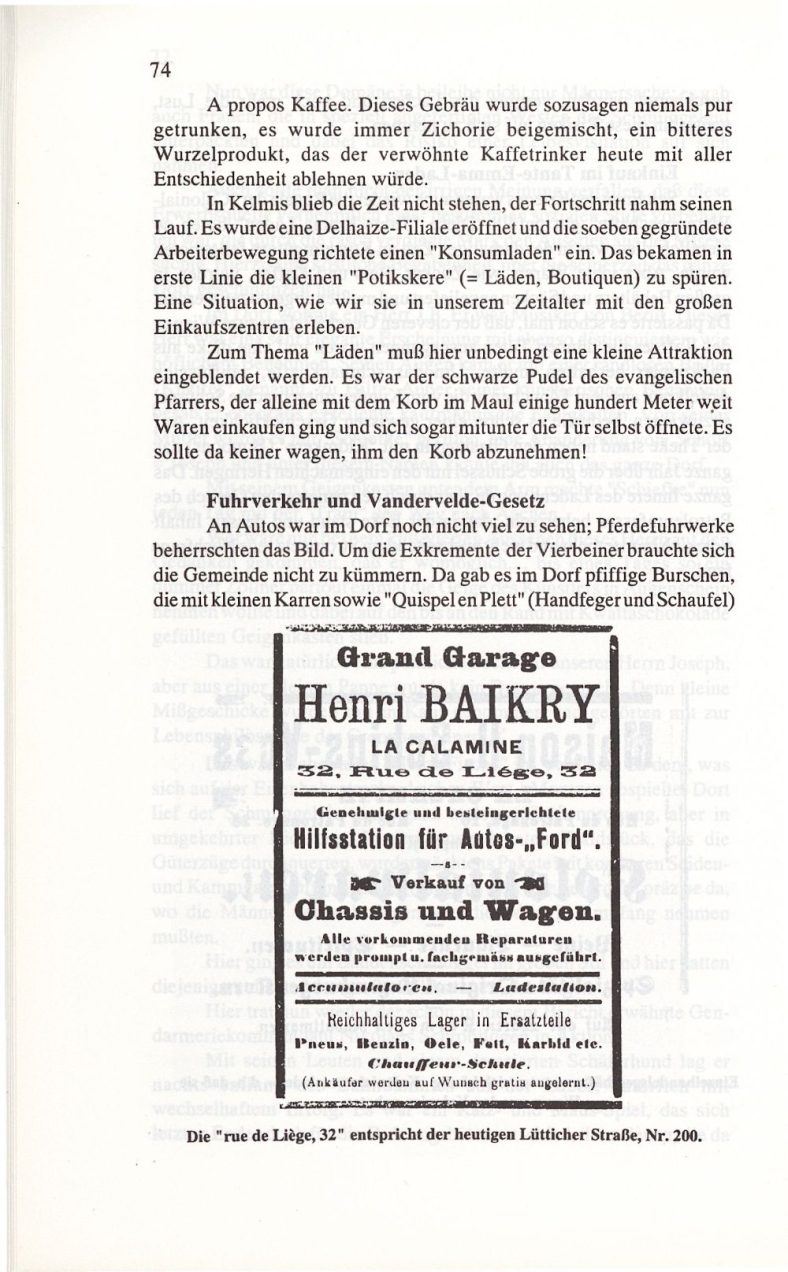 74
A propos Kaffee. Dieses Gebräu wurde sozusagen niemals pur
getrunken, es wurde immer Zichorie beigemischt, ein bitteres
Wurzelprodukt, das der verwöhnte Kaffetrinker heute mit aller
Entschiedenheit ablehnen würde.
In Kelmis blieb die Zeit nicht stehen, der Fortschritt nahm seinen
Lauf. Es wurde eine Delhaize-Filiale eröffnet und die soeben gegründete
Arbeiterbewegung richtete einen "Konsumladen" ein. Das bekamen in
erste Linie die kleinen "Potikskere" (= Läden, Boutiquen) zu spüren.
Eine Situation, wie wir sie in unserem Zeitalter mit den großen
Einkaufszentren erleben.
Zum Thema "Läden" muß hier unbedingt eine kleine Attraktion
eingeblendet werden. Es war der schwarze Pudel des evangelischen
Pfarrers, der alleine mit dem Korb im Maul einige hundert Meter weit
Waren einkaufen ging und sich sogar mitunter die Tür selbst öffnete. Es
sollte da keiner wagen, ihm den Korb abzunehmen!
Fuhrverkehr und Vandervelde-Gesetz
An Autos war im Dorf noch nicht viel zu sehen; Pferdefuhrwerke
beherrschten das Bild. Um die Exkremente der Vierbeiner brauchte sich
die Gemeinde nicht zu kümmern. Da gab es im Dorf pfiffige Burschen,
die mit kleinen Karren sowie "Quispel en Plett" (Handfeger und Schaufel)
Grand Garage
Henri BAIKRY
LA CALAMINE
32, Rue de Liége, 32
Genehmigte und besteingerichtete
Hilfsstation für Autos-„Ford“.
Verkauf von
Chassis und Wagen.
Alle vorkommenden Reparaturen
werden prompt u. fachgemäss ausgeführt.
Accumulatoren. — Ladestation.
Reichhaltiges Lager in Ersatzteile
Pneus, Benzin, Oele, Fett, Karbid etc.
Chauffeur-Schule.
(Ankäufer werden auf Wunsch gratis angelernt.)
Die "rue de Liège, 32" entspricht der heutigen Lütticher Straße, Nr. 200.